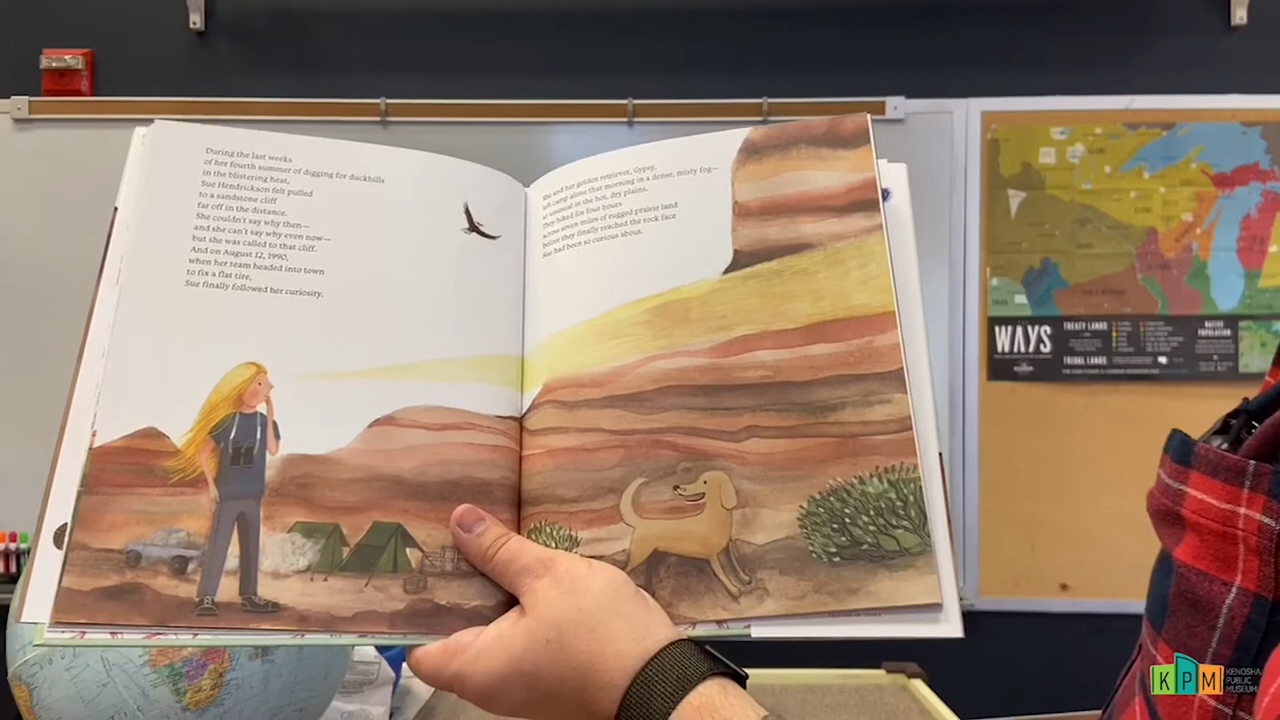 During the last weeks
of her fourth summer of digging for duckbills
in the blistering heat,
Sue Hendrickson felt pulled
to a sandstone cliff
far off in the distance.
She couldn't say why then—
and she can't say why even now—
but she was called to that cliff.
And on August 12, 1990,
when her team headed into town
to fix a flat tire,
Sue finally followed her curiosity.
She and her golden retriever, Gypsy,
left camp alone that morning in a dense, misty fog—
so unusual in the hot, dry plains.
They hiked for four hours
across seven miles of rugged prairie land
before they finally reached the rock face
Sue had been so curious about.
WAYS
TREATY LANDS
TRIBAL LANDS
NATIVE
POPULATION
KPM
KENOSHA
PUBLIC
MUSEUM